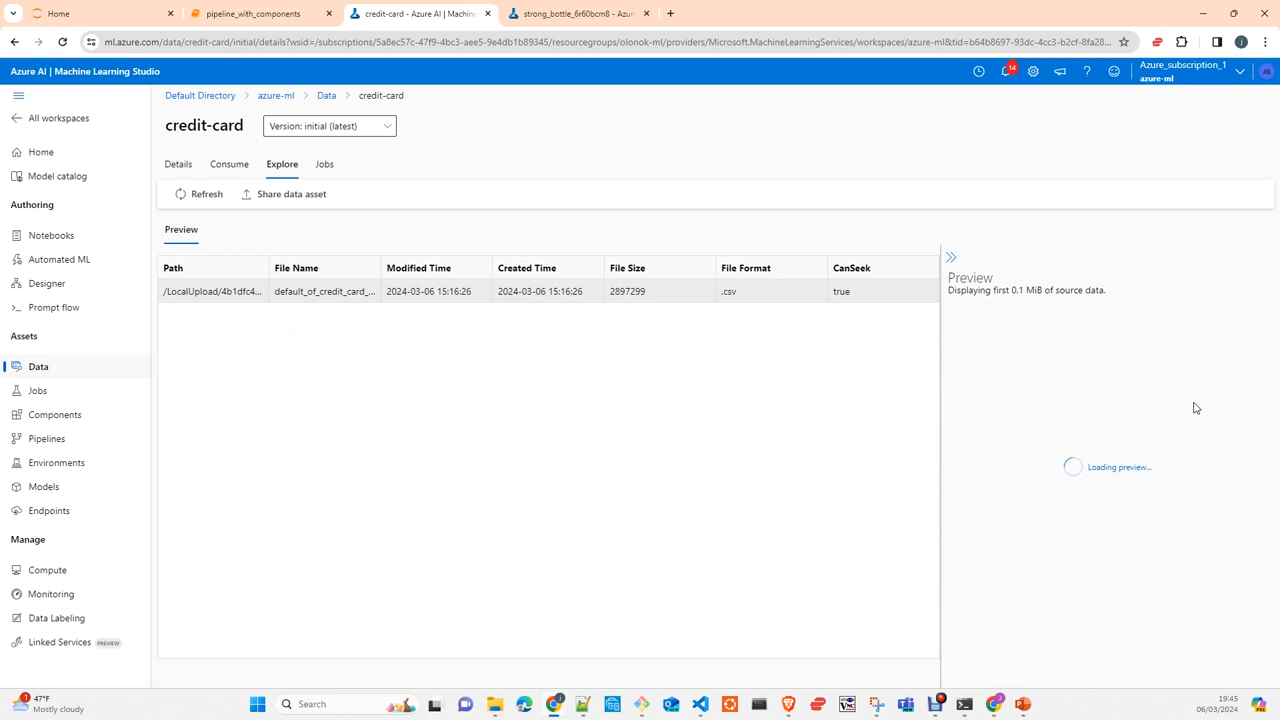 Home
pipeline_with_components
credit-card - Azure AI | Machin
strong_bottle_6r60bcm8 - Azur
ml.azure.com/data/credit-card/initial/details?wsid=/subscriptions/5a8ec57c-47f9-4bc3-aee5-9e4db1b89345/resourcegroups/olonok-ml/providers/Microsoft.MachineLearningServices/workspaces/azure-ml&tid=b64b8697-93dc-4cc3-b2cf-8fa28...
Azure AI | Machine Learning Studio
14
Azure_subscription_1
azure-ml
JG
All workspaces
Home
Model catalog
Authoring
Notebooks
Automated ML
Designer
Prompt flow
Assets
Data
Jobs
Components
Pipelines
Environments
Models
Endpoints
Manage
Compute
Monitoring
Data Labeling
Linked Services PREVIEW
Default Directory > azure-ml > Data > credit-card
credit-card
Version: initial (latest)
Details Consume Explore Jobs
Refresh Share data asset
Preview
Path File Name Modified Time Created Time File Size File Format CanSeek
/LocalUpload/4b1dfc4... default_of_credit_card_... 2024-03-06 15:16:26 2024-03-06 15:16:26 2897299 .csv true
Preview
Displaying first 0.1 MiB of source data.
Loading preview...
1
47°F
Mostly cloudy
Search
19:45
06/03/2024